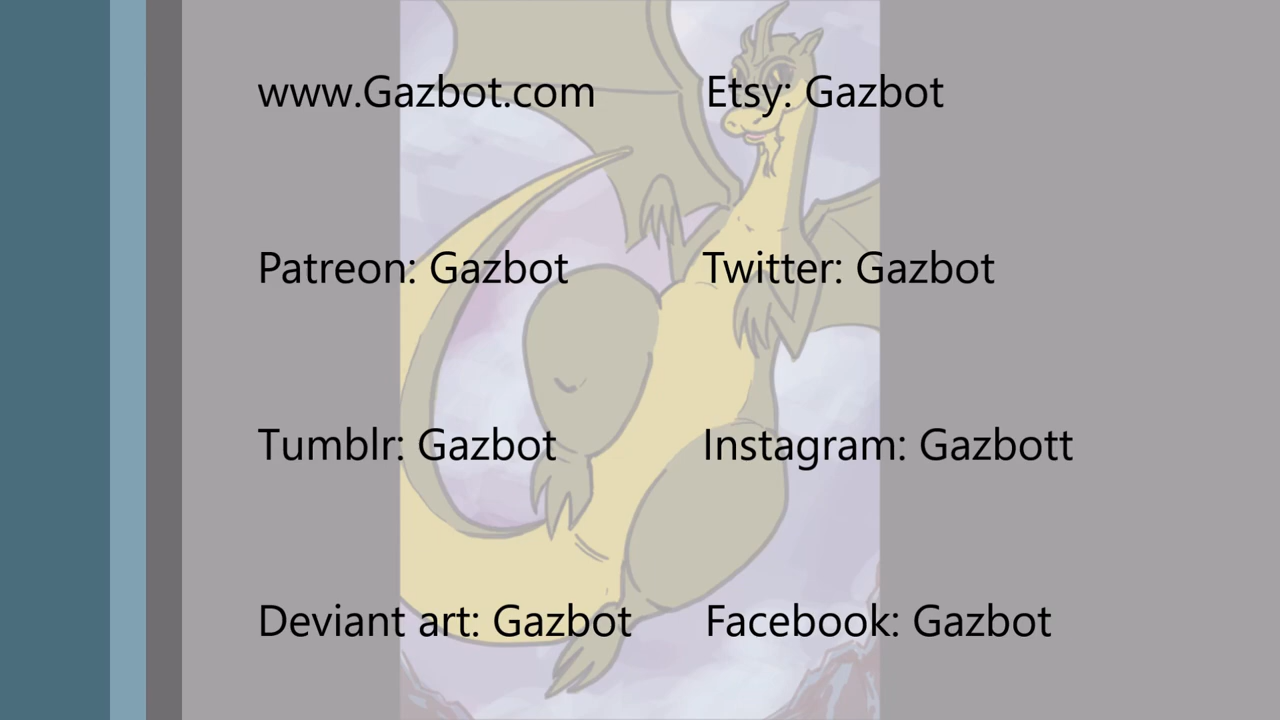 www.Gazbot.com
Etsy: Gazbot
Patreon: Gazbot
Twitter: Gazbot
Tumblr: Gazbot
Instagram: Gazbott
Deviant art: Gazbot
Facebook: Gazbot